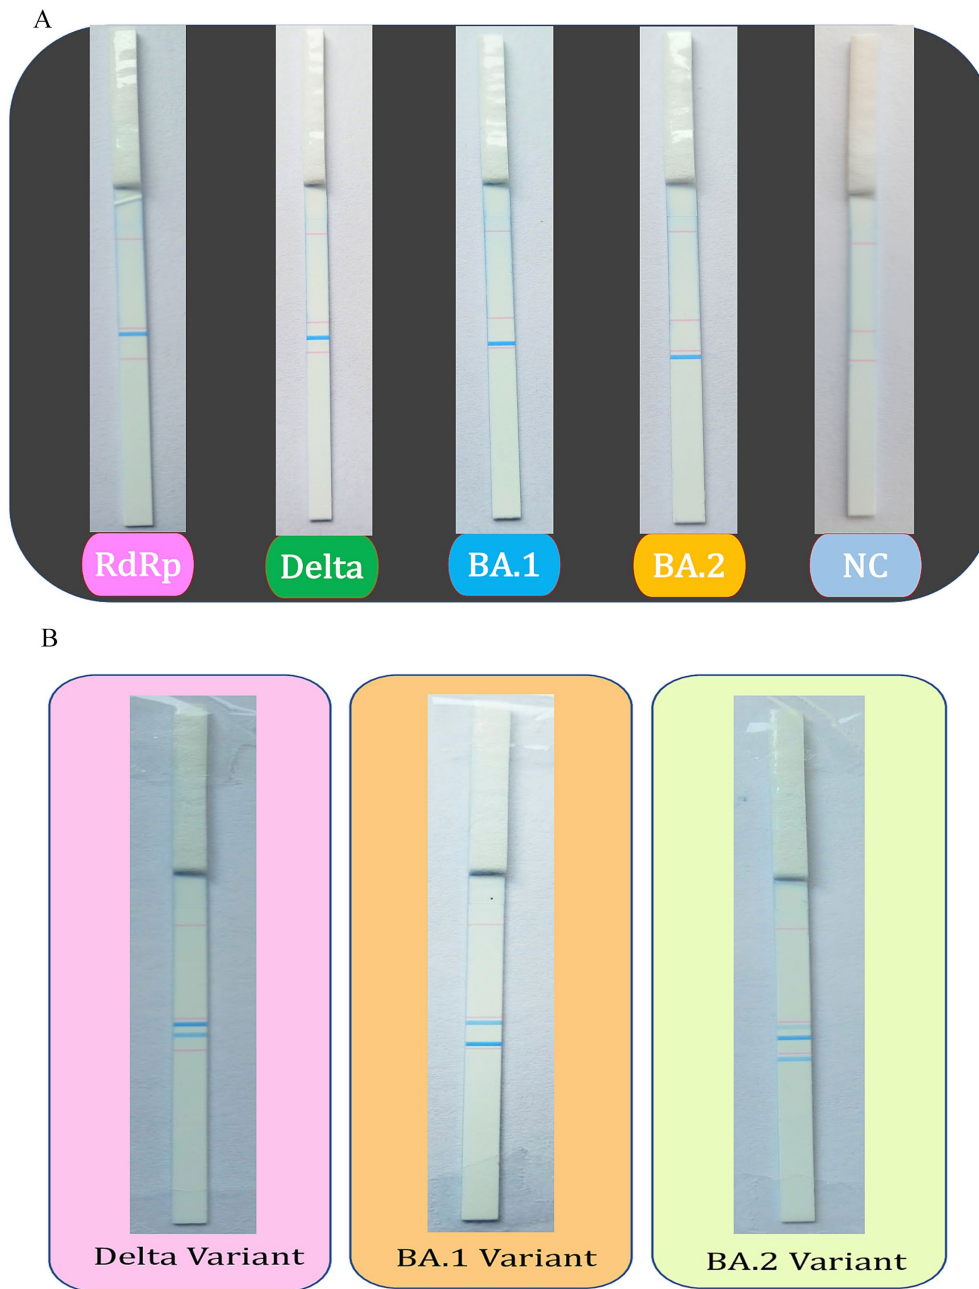 A
RdRp
Delta
BA.1
BA.2
NC
B
Delta Variant
BA.1 Variant
BA.2 Variant